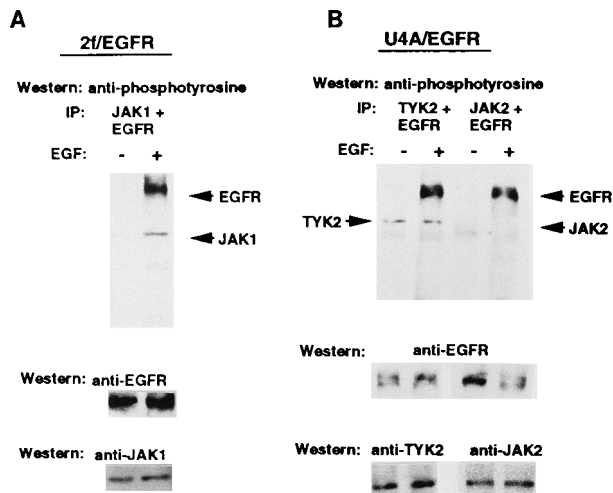 A
2f/EGFR
Western: anti-phosphotyrosine
IP: JAK1 +
EGFR
EGF: - +
EGFR
JAK1
Western: anti-EGFR
Western: anti-JAK1
B
U4A/EGFR
Western: anti-phosphotyrosine
IP: TYK2 + JAK2 +
EGFR EGFR
EGF: - + - +
EGFR
TYK2
JAK2
Western: anti-EGFR
Western: anti-TYK2 anti-JAK2